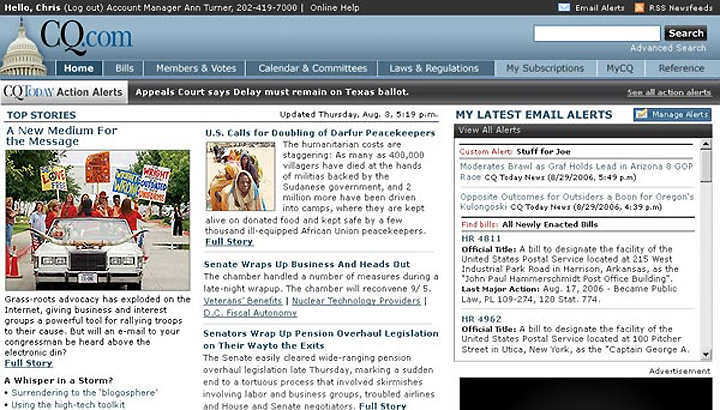 Hello, Chris (Log out) Account Manager Ann Turner, 202-419-7000 | Online Help
Email Alerts
RSS Newsfeeds
CQ.com
Search
Advanced Search
Home
Bills
Members & Votes
Calendar & Committees
Laws & Regulations
My Subscriptions
MyCQ
Reference
CQTODAY Action Alerts
Appeals Court says Delay must remain on Texas ballot.
See all action alerts
TOP STORIES
Updated Thursday, Aug. 3, 5:19 p.m.
A New Medium For
the Message
LOVE
FREE
WRIGHT
WRONG
WRIGHT
OUTDATED
Grass-roots advocacy has exploded on the
Internet, giving business and interest
groups a powerful tool for rallying troops
to their cause. But will an e-mail to your
congressman be heard above the
electronic din?
Full Story
A Whisper in a Storm?
• Surrendering to the 'blogosphere'
• Using the high-tech toolkit
U.S. Calls for Doubling of Darfur Peacekeepers
The humanitarian costs are
staggering: As many as 400,000
villagers have died at the hands
of militias backed by the
Sudanese government, and 2
million more have been driven
into camps, where they are kept
alive on donated food and kept safe by a few
thousand ill-equipped African Union peacekeepers.
Full Story
Senate Wraps Up Business And Heads Out
The chamber handled a number of measures during a
late-night wrapup. The chamber will reconvene 9/ 5.
Veterans' Benefits | Nuclear Technology Providers |
D.C. Fiscal Autonomy
Senators Wrap Up Pension Overhaul Legislation
on Their Wayto the Exits
The Senate easily cleared wide-ranging pension
overhaul legislation late Thursday, marking a sudden
end to a tortuous process that involved skirmishes
involving labor and business groups, troubled airlines
and House and Senate negotiators. Full Story
MY LATEST EMAIL ALERTS
Manage Alerts
View All Alerts
Custom Alert: Stuff for Joe
Moderates Brawl as Graf Holds Lead in Arizona 8 GOP
Race CQ Today News (8/29/2006, 5:49 p.m)
Opposite Outcomes for Outsiders a Boon for Oregon's
Kulongoski CQ Today News (8/29/2006, 4:39 p.m)
Find bills: All Newly Enacted Bills
HR 4811
Official Title: A bill to designate the facility of the
United States Postal Service located at 215 West
Industrial Park Road in Harrison, Arkansas, as the
"John Paul Hammerschmidt Post Office Building".
Last Major Action: Aug. 17, 2006 - Became Public
Law, PL 109-274, 120 Stat. 774.
HR 4962
Official Title: A bill to designate the facility of the
United States Postal Service located at 100 Pitcher
Street in Utica, New York, as the "Captain George A.
Advertisement